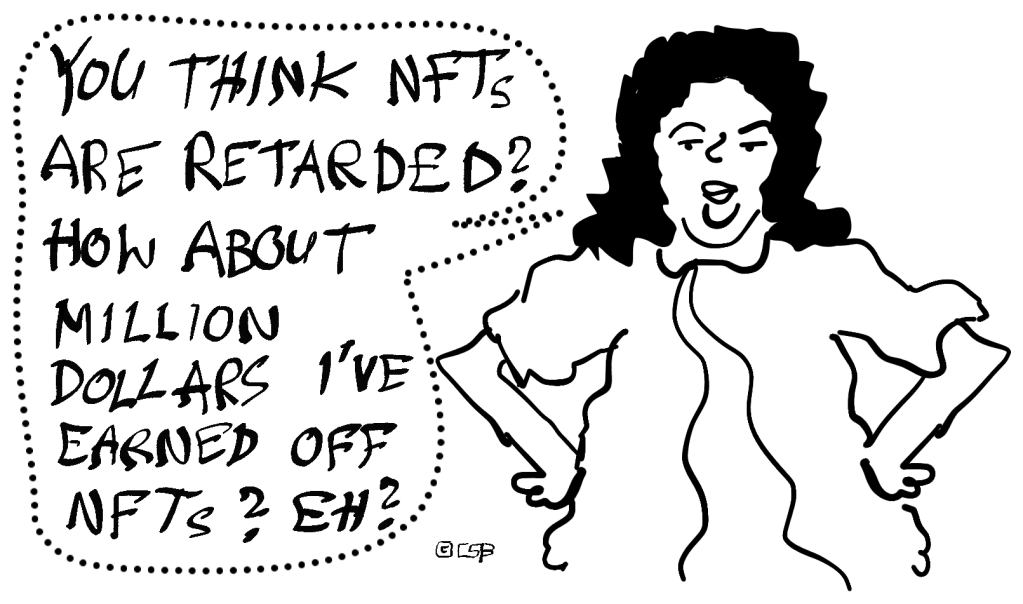 YOU THINK NFTs
ARE RETARDED?
HOW ABOUT
MILLION
DOLLARS I'VE
EARNED OFF
NFTs? EH?
© CSB